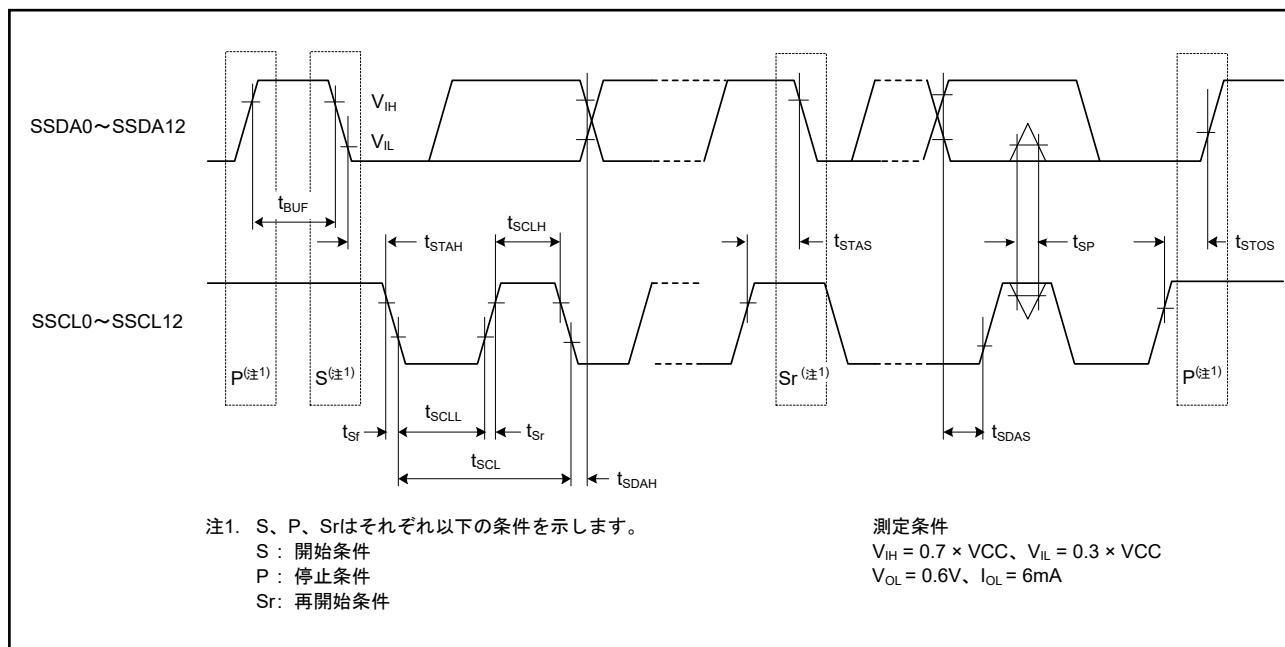 SSDA0～SSDA12
V_IH
V_IL
t_BUF
t_STAH
t_SCLH
t_STAS
t_SP
t_STOS
SSCL0～SSCL12
P(注1)
S(注1)
Sr(注1)
P(注1)
t_Sf
t_SCLL
t_Sr
t_SCL
t_SDAH
t_SDAS
注1. S、P、Srはそれぞれ以下の条件を示します。
S : 開始条件
P : 停止条件
Sr: 再開始条件
測定条件
V_IH = 0.7 × VCC、V_IL = 0.3 × VCC
V_OL = 0.6V、I_OL = 6mA